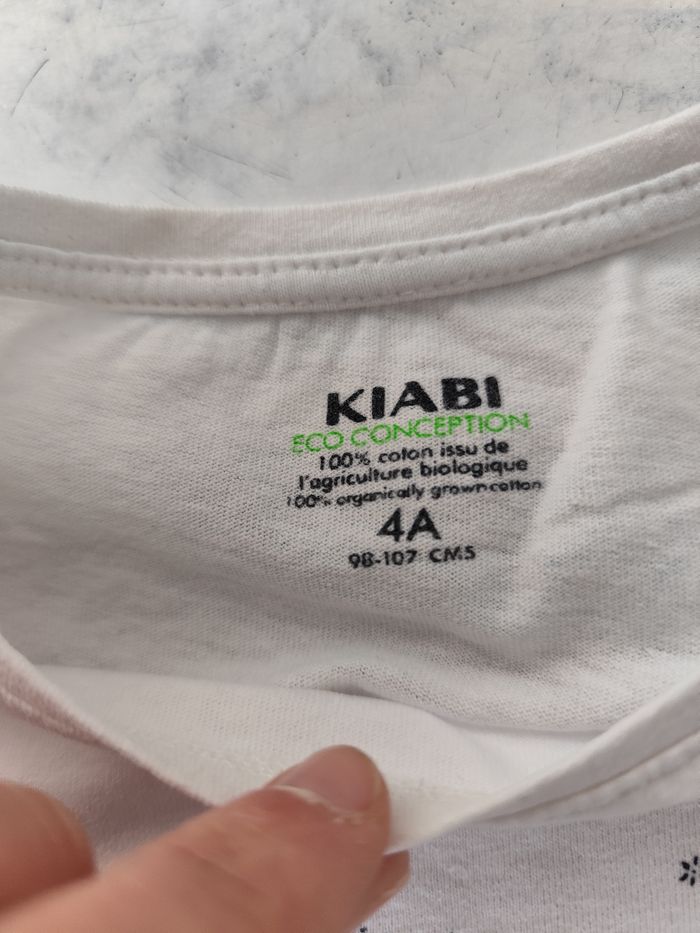 KIABI
ECO CONCEPTION
100% coton issu de
l'agriculture biologique
100% organically grown cotton
4A
98-107 CMS